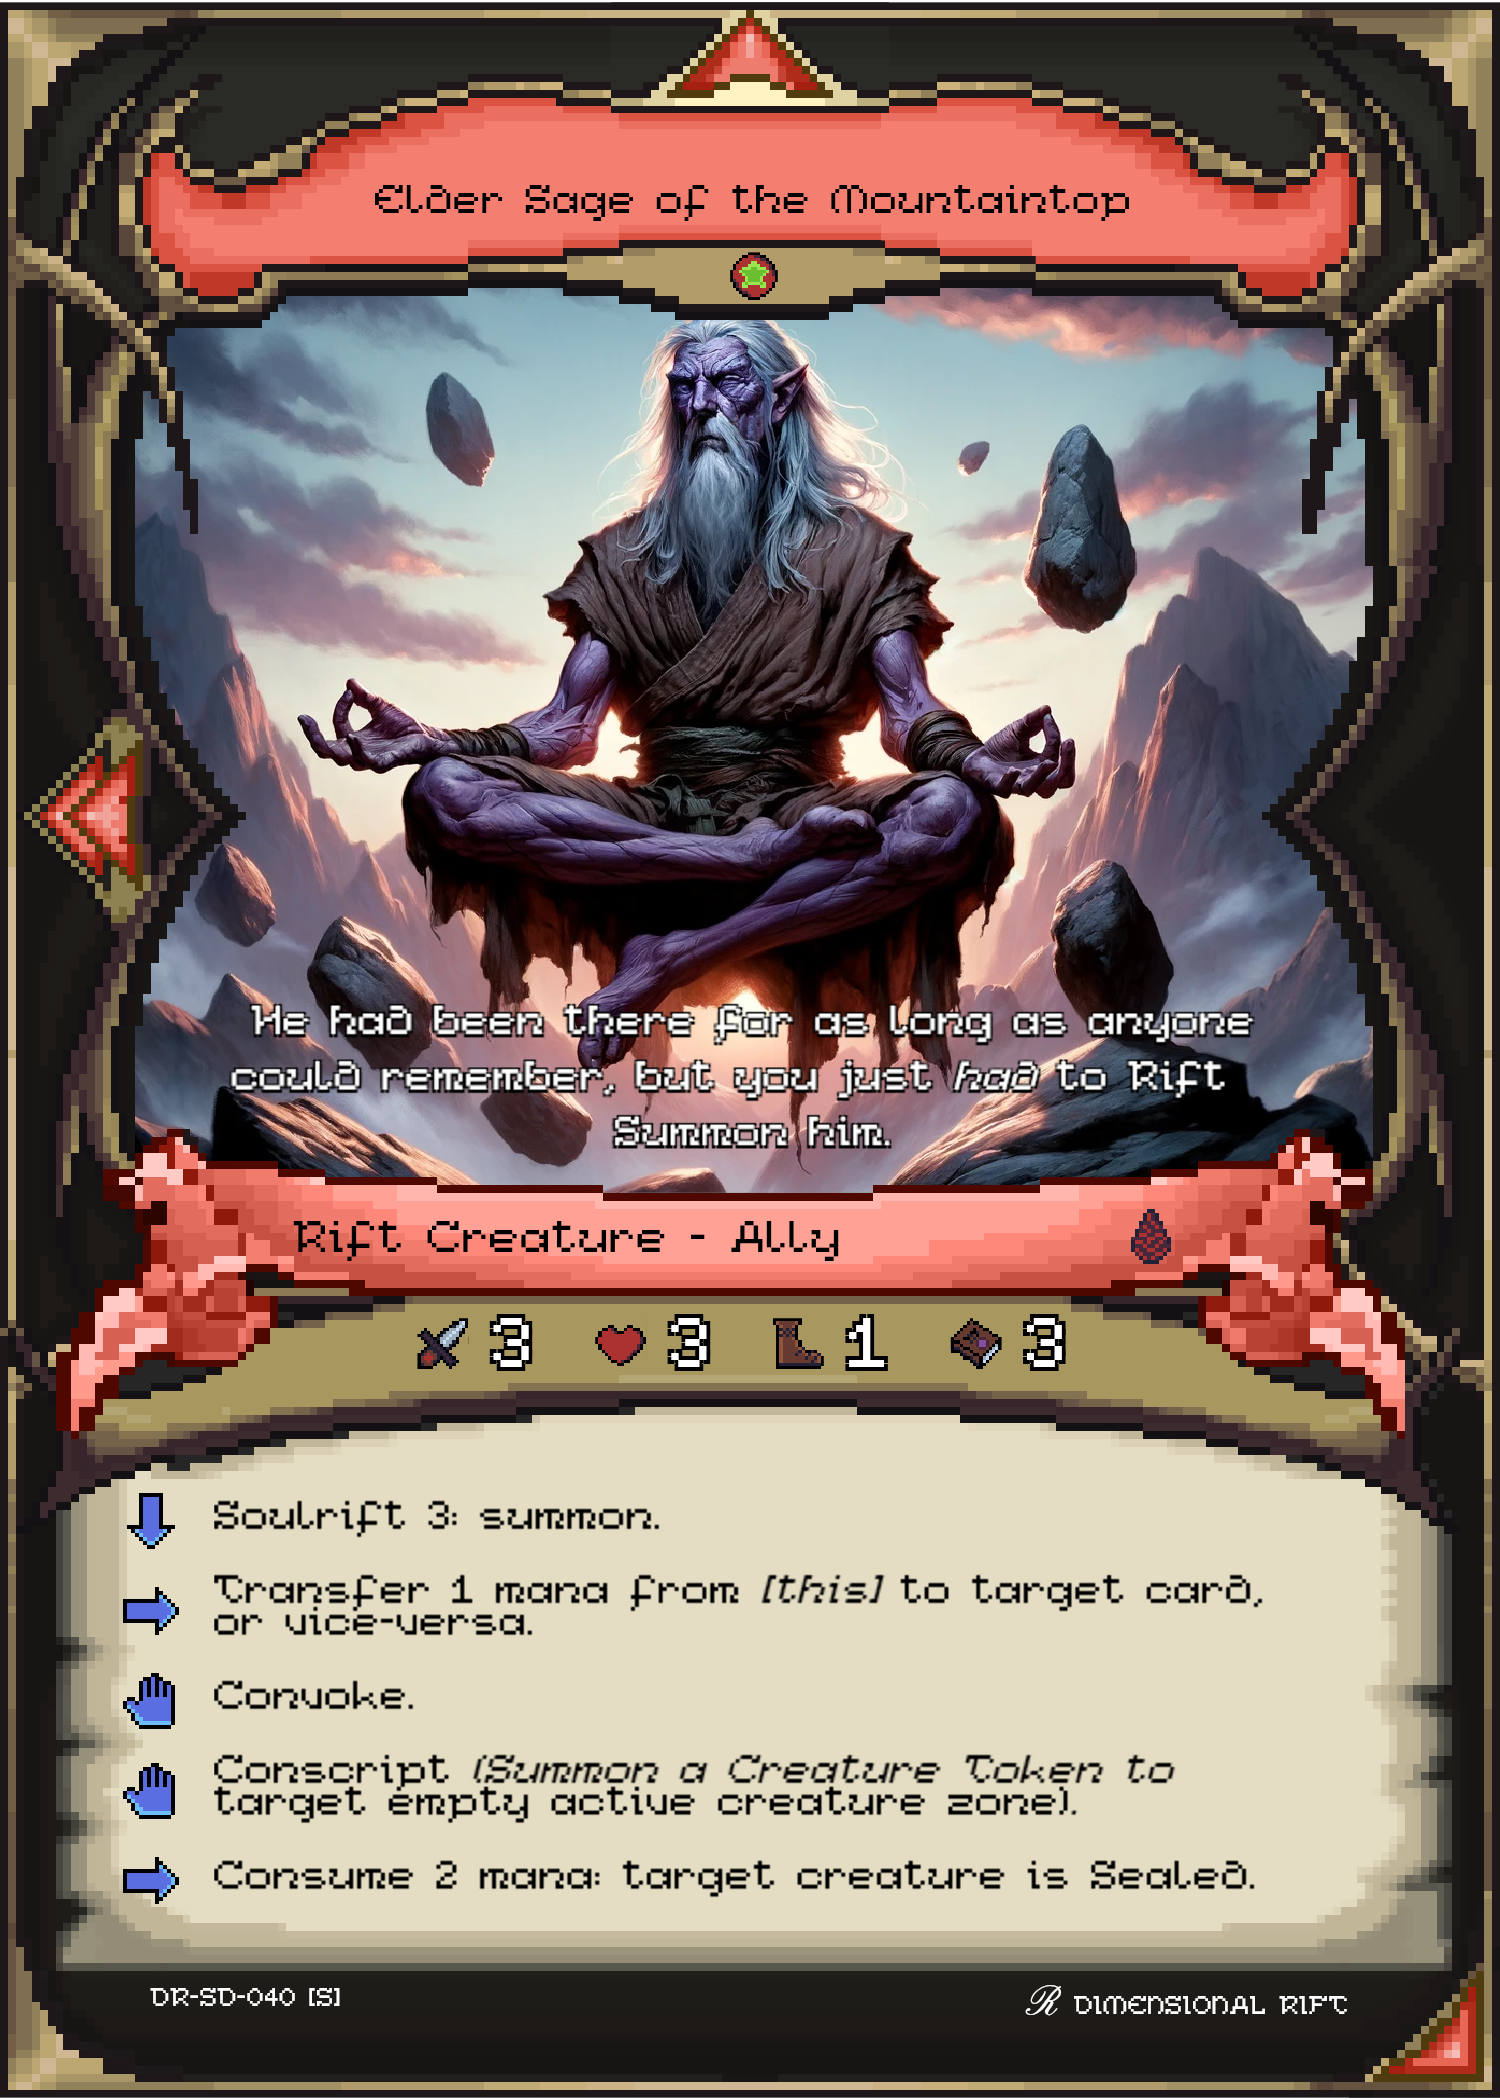 Elder Sage of the Mountaintop
He had been there for as long as anyone
could remember, but you just had to Rift
Summon him.
Rift Creature - Ally
3 3 1 3
Soulrift 3: summon.
Transfer 1 mana from [this] to target card,
or vice-versa.
Convoke.
Conscript (Summon a Creature Token to
target empty active creature zone).
Consume 2 mana: target creature is Sealed.
DR-SD-040 [S]
R DIMENSIONAL RIFT